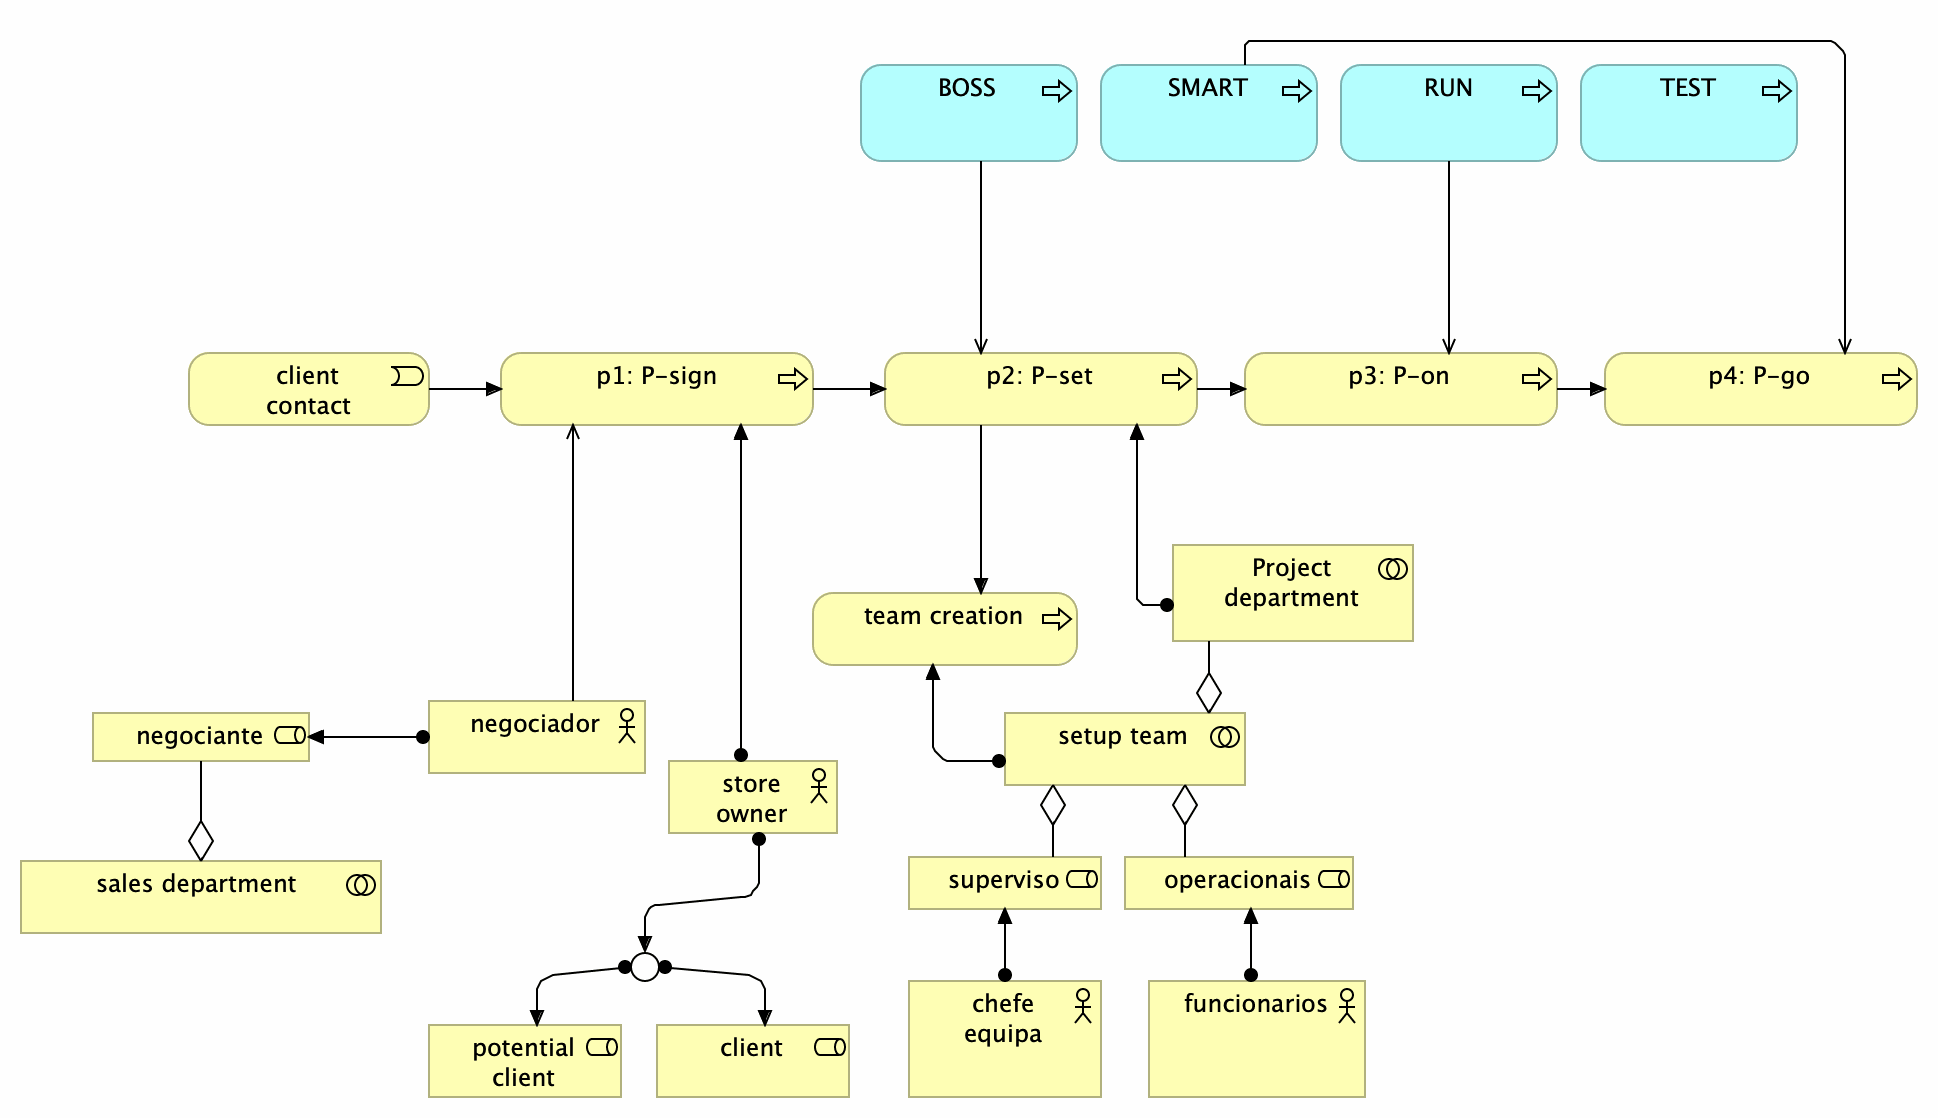 BOSS
SMART
RUN
TEST
client
contact
p1: P-sign
p2: P-set
p3: P-on
p4: P-go
Project
department
team creation
negociante
negociador
setup team
store
owner
sales department
superviso
operacionais
chefe
equipa
funcionarios
potential
client
client